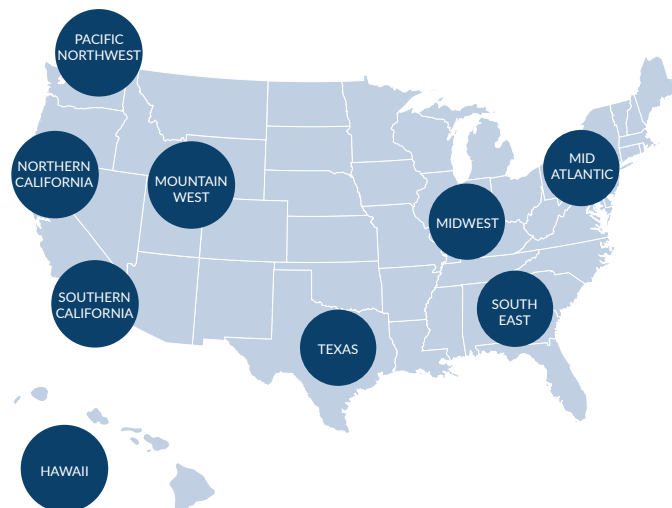 PACIFIC
NORTHWEST
NORTHERN
CALIFORNIA
MOUNTAIN
WEST
MID
ATLANTIC
MIDWEST
SOUTHERN
CALIFORNIA
SOUTH
EAST
TEXAS
HAWAII